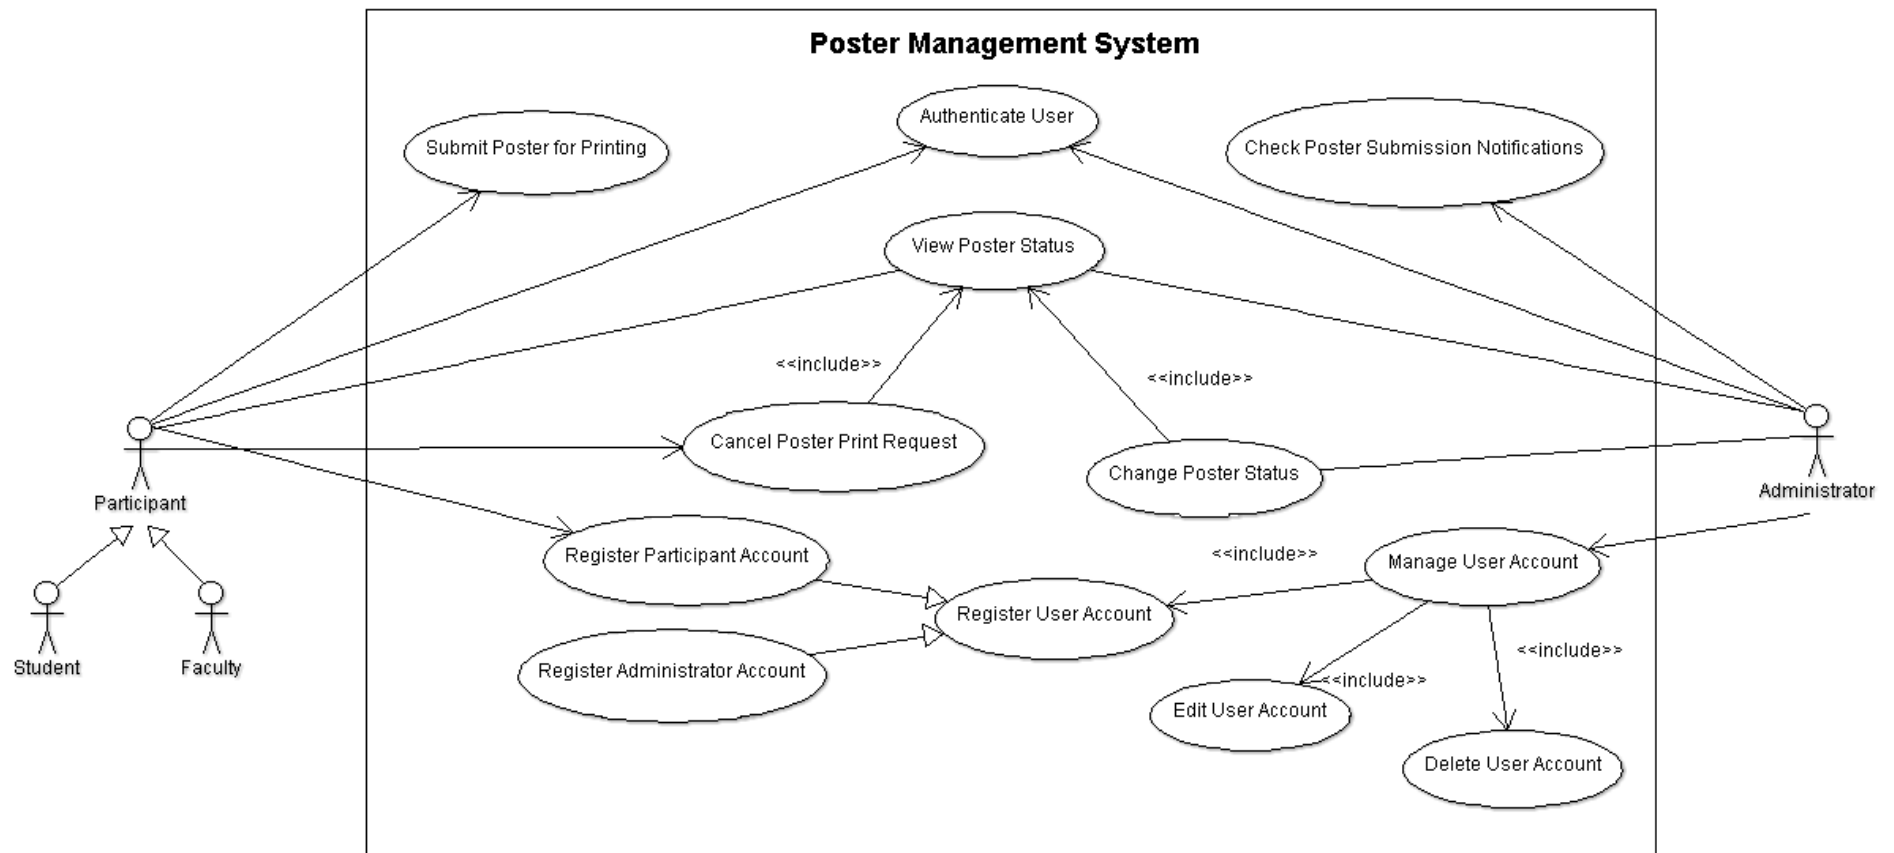 Poster Management System
Authenticate User
Submit Poster for Printing
Check Poster Submission Notifications
View Poster Status
<<include>>
<<include>>
Cancel Poster Print Request
Change Poster Status
Participant
Administrator
Register Participant Account
<<include>>
Manage User Account
Register User Account
Student
Faculty
Register Administrator Account
<<include>>
<<include>>
Edit User Account
Delete User Account